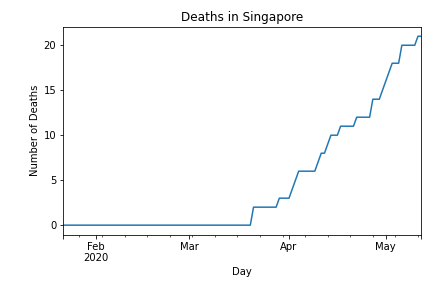 Deaths in Singapore
Number of Deaths
20
15
10
5
0
Feb
2020
Mar
Apr
May
Day